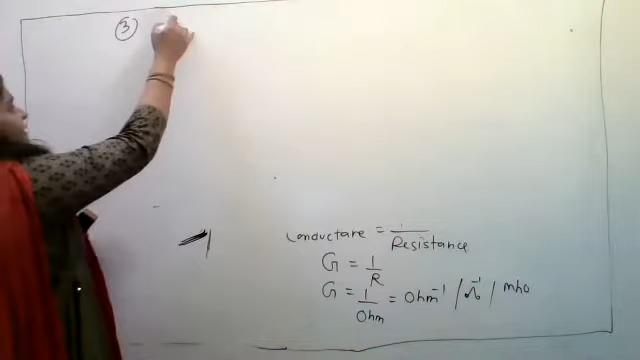 ③
Conductare = 1/Resistance
G = 1/R
G = 1/Ohm = Ohm⁻¹ / Ω⁻¹ / mho